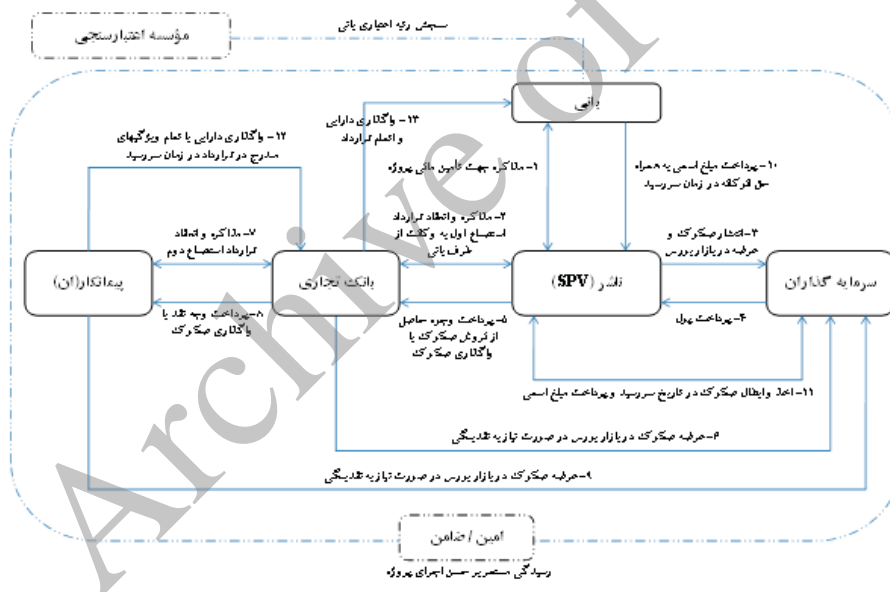 سنجش رتبه اعتباری بانی
مؤسسه اعتبارسنجی
بانی
۱۳- واگذاری دارایی
و اتمام قرارداد
۱۲- واگذاری دارایی با تمام ویژگیهای
مندرج در قرارداد در زمان سررسید
۱- مذاکره جهت تأمین مالی پروژه
۱۰- پرداخت مبلغ اسمی به همراه
حق التزام در زمان سررسید
۲- مذاکره و انعقاد قرارداد
استصناع اول به وکالت از
طرف بانی
۳- انتشار صکوک و
عرضه در بازار بورس
۷- مذاکره و انعقاد
قرارداد استصناع دوم
پیمانکار(ان)
بانک تجاری
ناشر (SPV)
سرمایه گذاران
۸- پرداخت وجه نقد یا
واگذاری صکوک
۵- پرداخت وجوه حاصل
از فروش صکوک یا
واگذاری صکوک
۴- پرداخت پول
۱۱- اخذ و ابطال صکوک در تاریخ سررسید و پرداخت مبلغ اسمی
۶- عرضه صکوک در بازار بورس در صورت نیاز به نقدینگی
۹- عرضه صکوک در بازار بورس در صورت نیاز به نقدینگی
امین / ضامن
رسیدگی مستمر بر حسن اجرای پروژه
Archive of